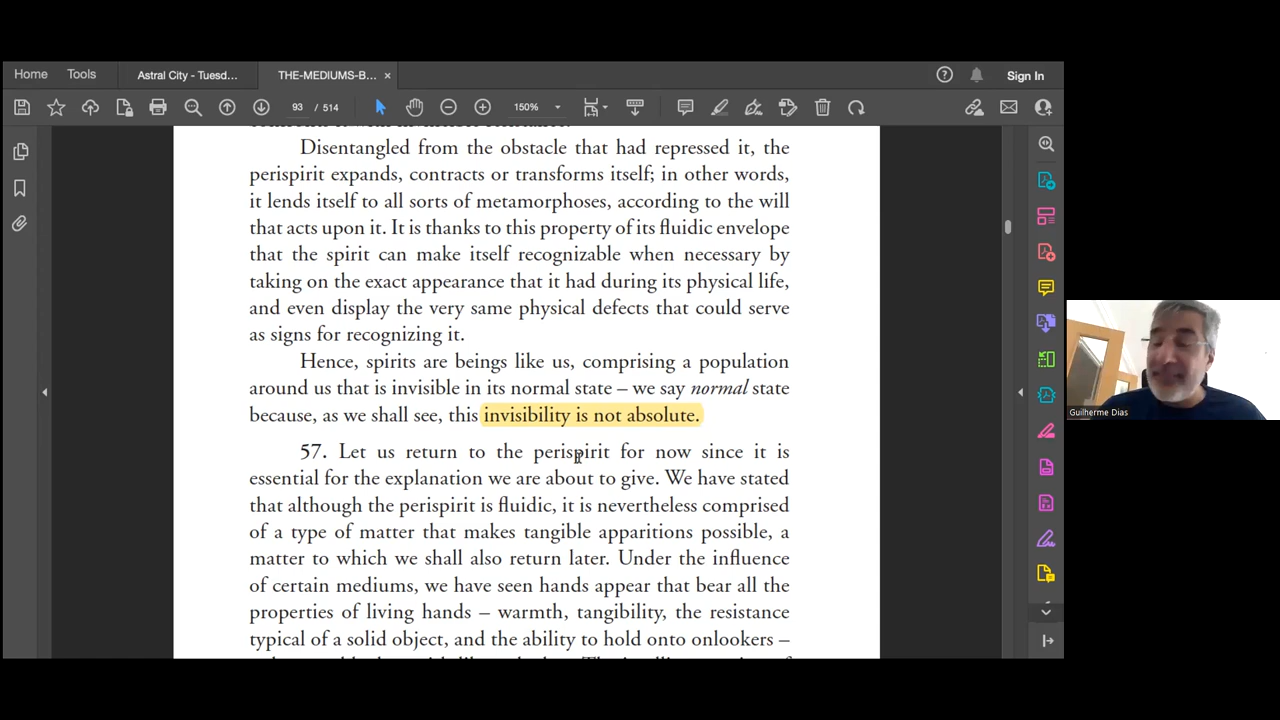 Home Tools Astral City - Tuesd... THE-MEDIUMS-B... × Sign In
93 / 514 150%
Disentangled from the obstacle that had repressed it, the
perispirit expands, contracts or transforms itself; in other words,
it lends itself to all sorts of metamorphoses, according to the will
that acts upon it. It is thanks to this property of its fluidic envelope
that the spirit can make itself recognizable when necessary by
taking on the exact appearance that it had during its physical life,
and even display the very same physical defects that could serve
as signs for recognizing it.
Hence, spirits are beings like us, comprising a population
around us that is invisible in its normal state – we say normal state
because, as we shall see, this invisibility is not absolute.
57. Let us return to the perispirit for now since it is
essential for the explanation we are about to give. We have stated
that although the perispirit is fluidic, it is nevertheless comprised
of a type of matter that makes tangible apparitions possible, a
matter to which we shall also return later. Under the influence
of certain mediums, we have seen hands appear that bear all the
properties of living hands – warmth, tangibility, the resistance
typical of a solid object, and the ability to hold onto onlookers –
Guilherme Dias